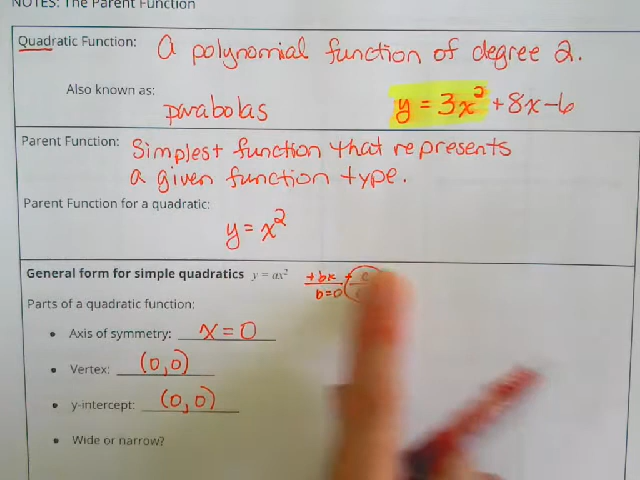 NOTES: The Parent Function
Quadratic Function: A polynomial function of degree 2.
Also known as: parabolas y = 3x² + 8x - 6
Parent Function: Simplest function that represents
a given function type.
Parent Function for a quadratic:
y = x²
General form for simple quadratics y = ax² + bx + c
b=0
Parts of a quadratic function:
• Axis of symmetry: x = 0
• Vertex: (0,0)
• y-intercept: (0,0)
• Wide or narrow?